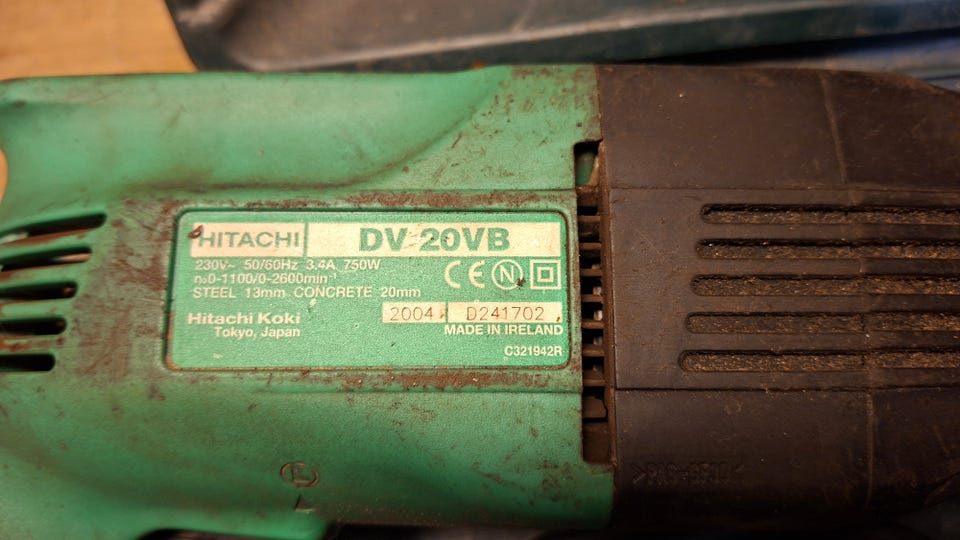 HITACHI DV 20VB
230V~ 50/60Hz 3,4A 750W
n₀0-1100/0-2600min⁻¹
STEEL 13mm CONCRETE 20mm
CE N
Hitachi Koki
Tokyo, Japan
2004 D241702
MADE IN IRELAND
C321942R